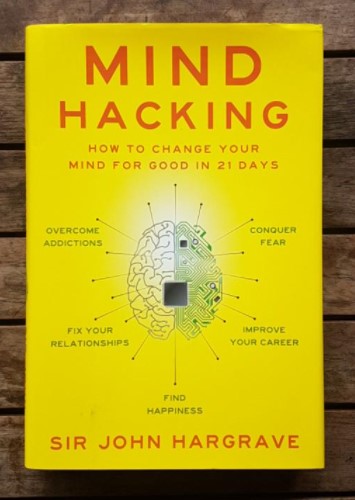 MIND
HACKING
HOW TO CHANGE YOUR
MIND FOR GOOD IN 21 DAYS
OVERCOME
ADDICTIONS
CONQUER
FEAR
FIX YOUR
RELATIONSHIPS
IMPROVE
YOUR CAREER
FIND
HAPPINESS
SIR JOHN HARGRAVE